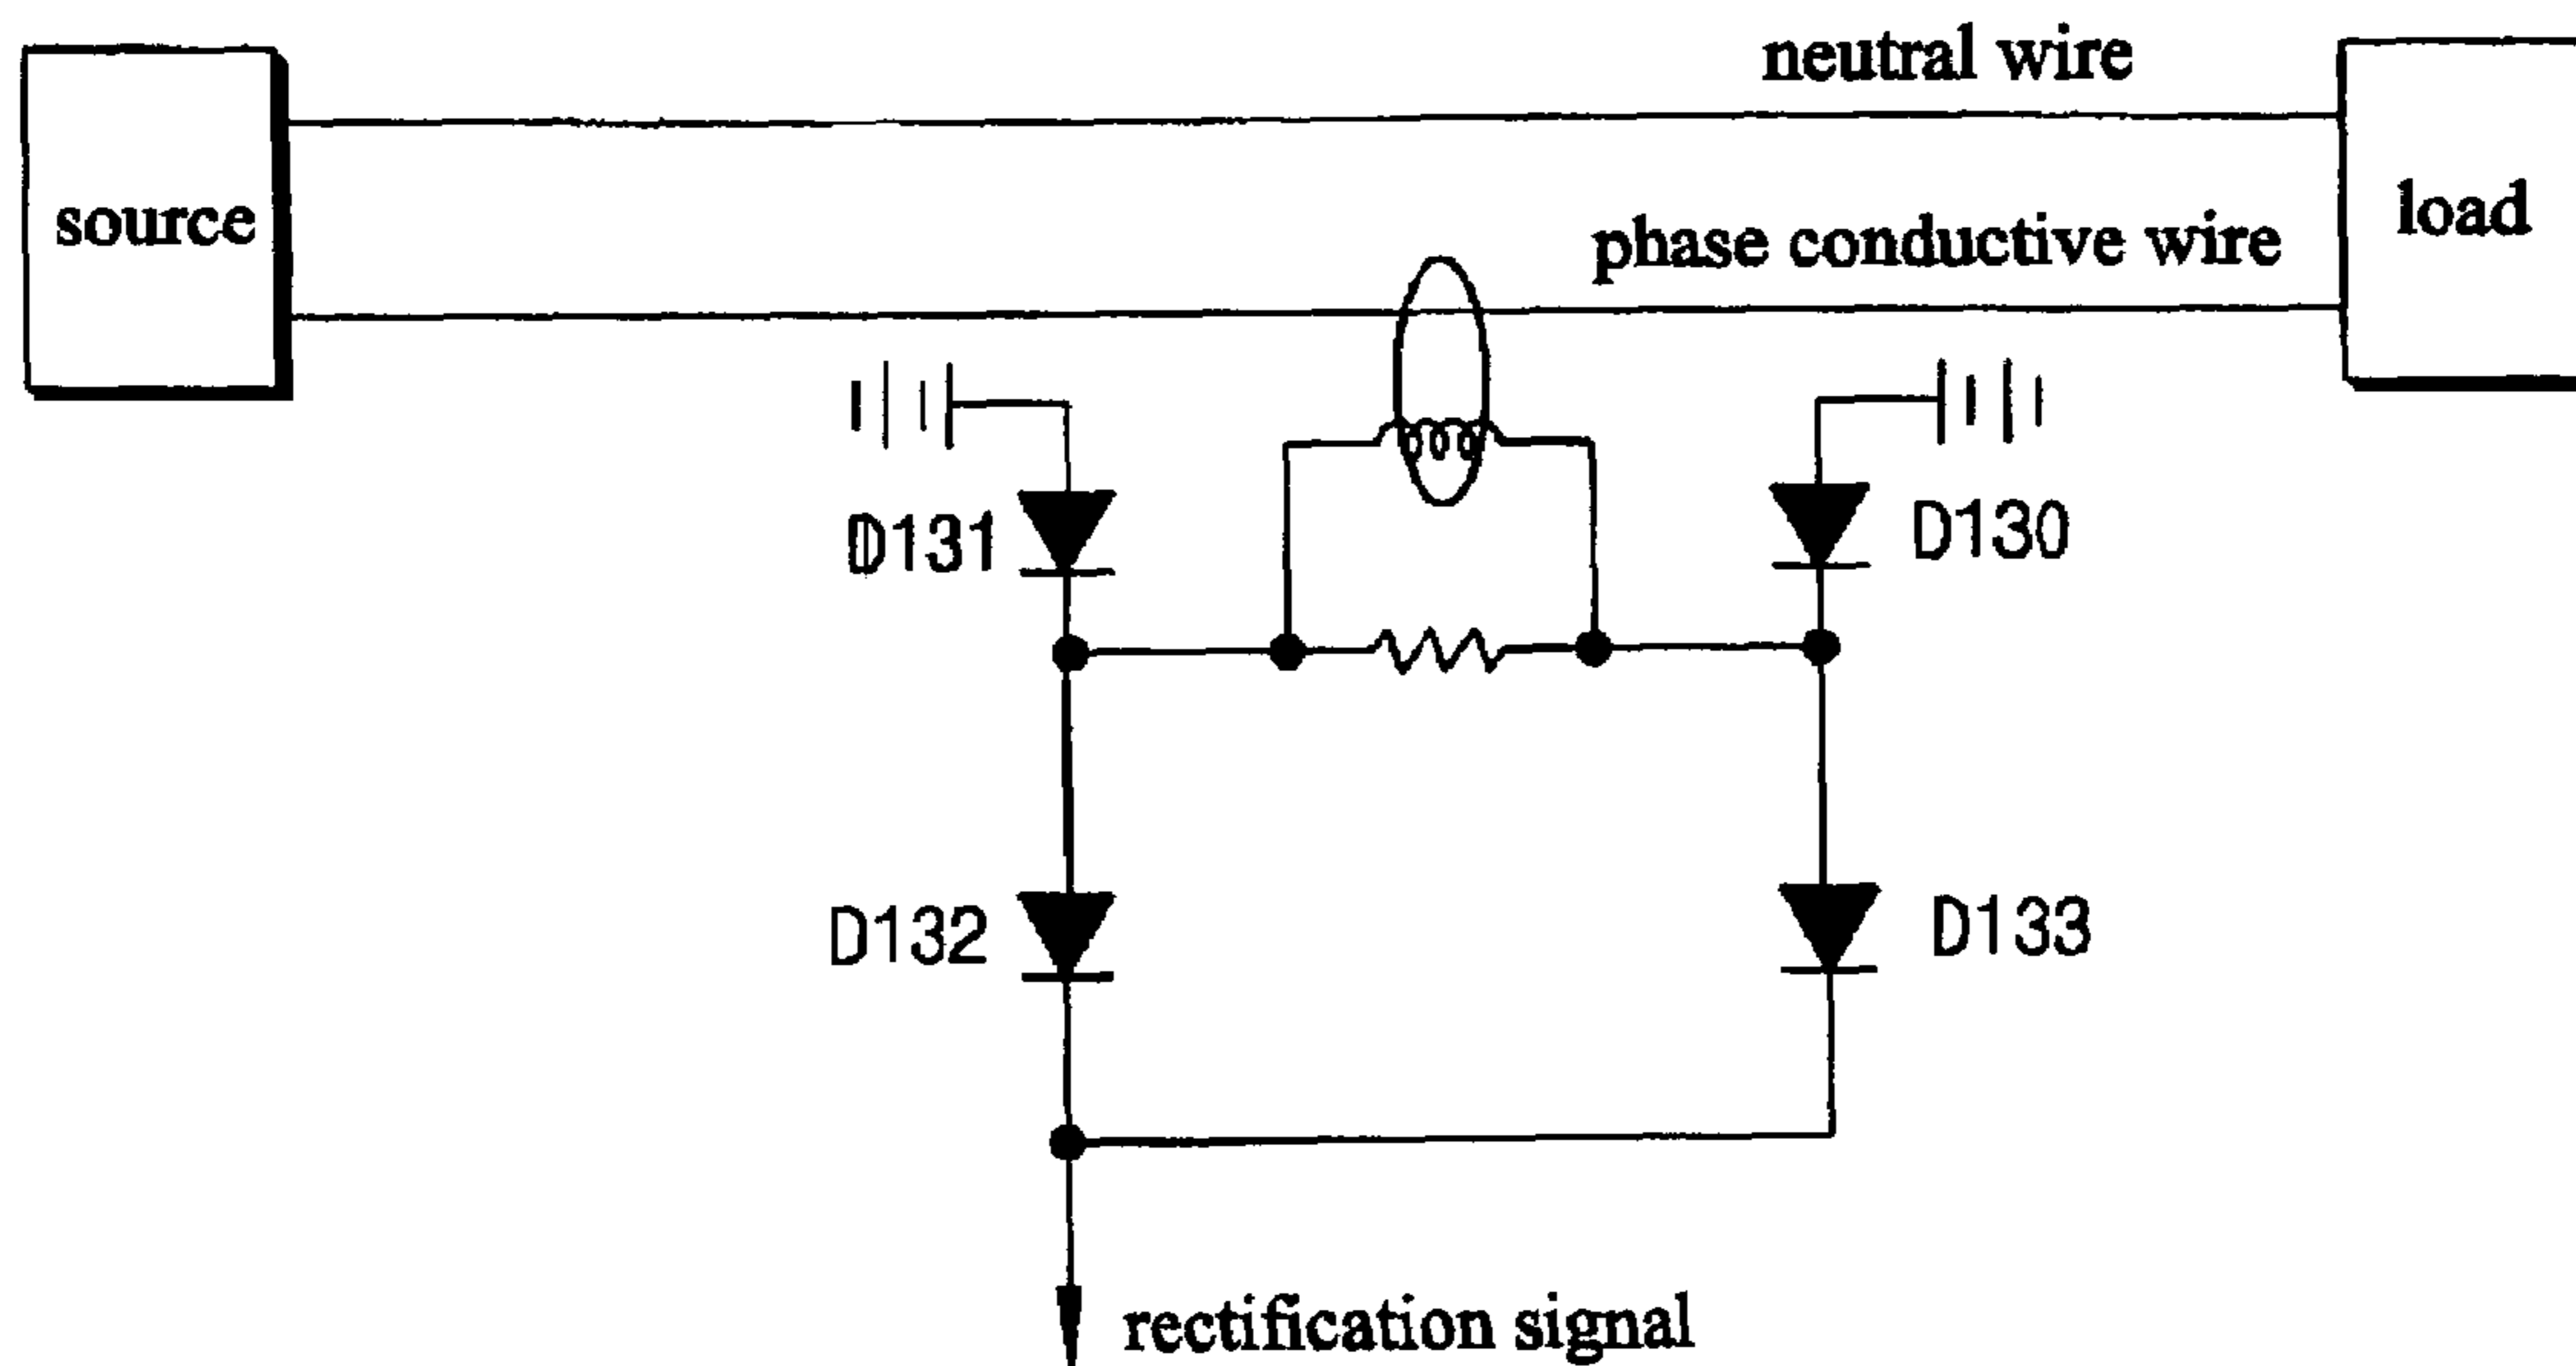 neutral wire
source
load
phase conductive wire
D131
D130
D132
D133
rectification signal